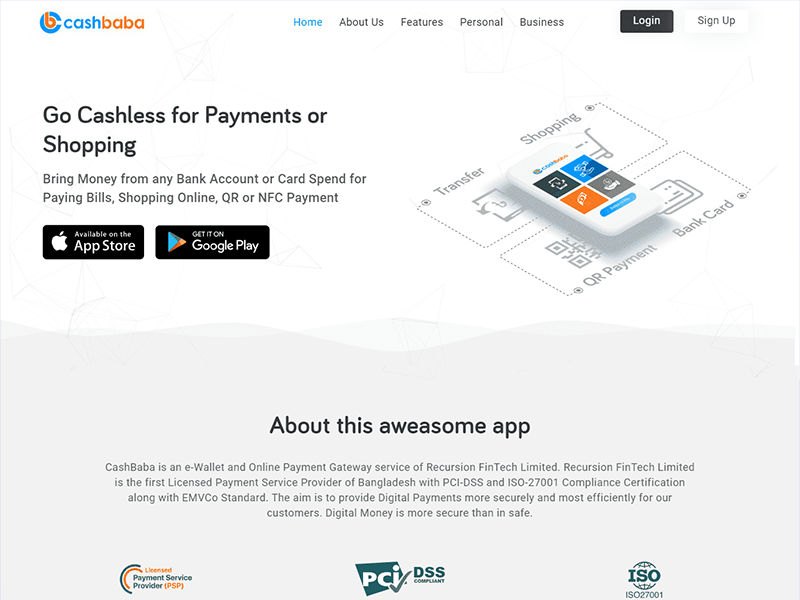 cashbaba
Home About Us Features Personal Business Login Sign Up
Go Cashless for Payments or
Shopping
Bring Money from any Bank Account or Card Spend for
Paying Bills, Shopping Online, QR or NFC Payment
Available on the
App Store
GET IT ON
Google Play
Shopping
Transfer
cashbaba
Bank Card
QR Payment
About this aweasome app
CashBaba is an e-Wallet and Online Payment Gateway service of Recursion FinTech Limited. Recursion FinTech Limited
is the first Licensed Payment Service Provider of Bangladesh with PCI-DSS and ISO-27001 Compliance Certification
along with EMVCo Standard. The aim is to provide Digital Payments more securely and most efficiently for our
customers. Digital Money is more secure than in safe.
Licensed
Payment Service
Provider (PSP)
PCI DSS
COMPLIANT
ISO
ISO27001